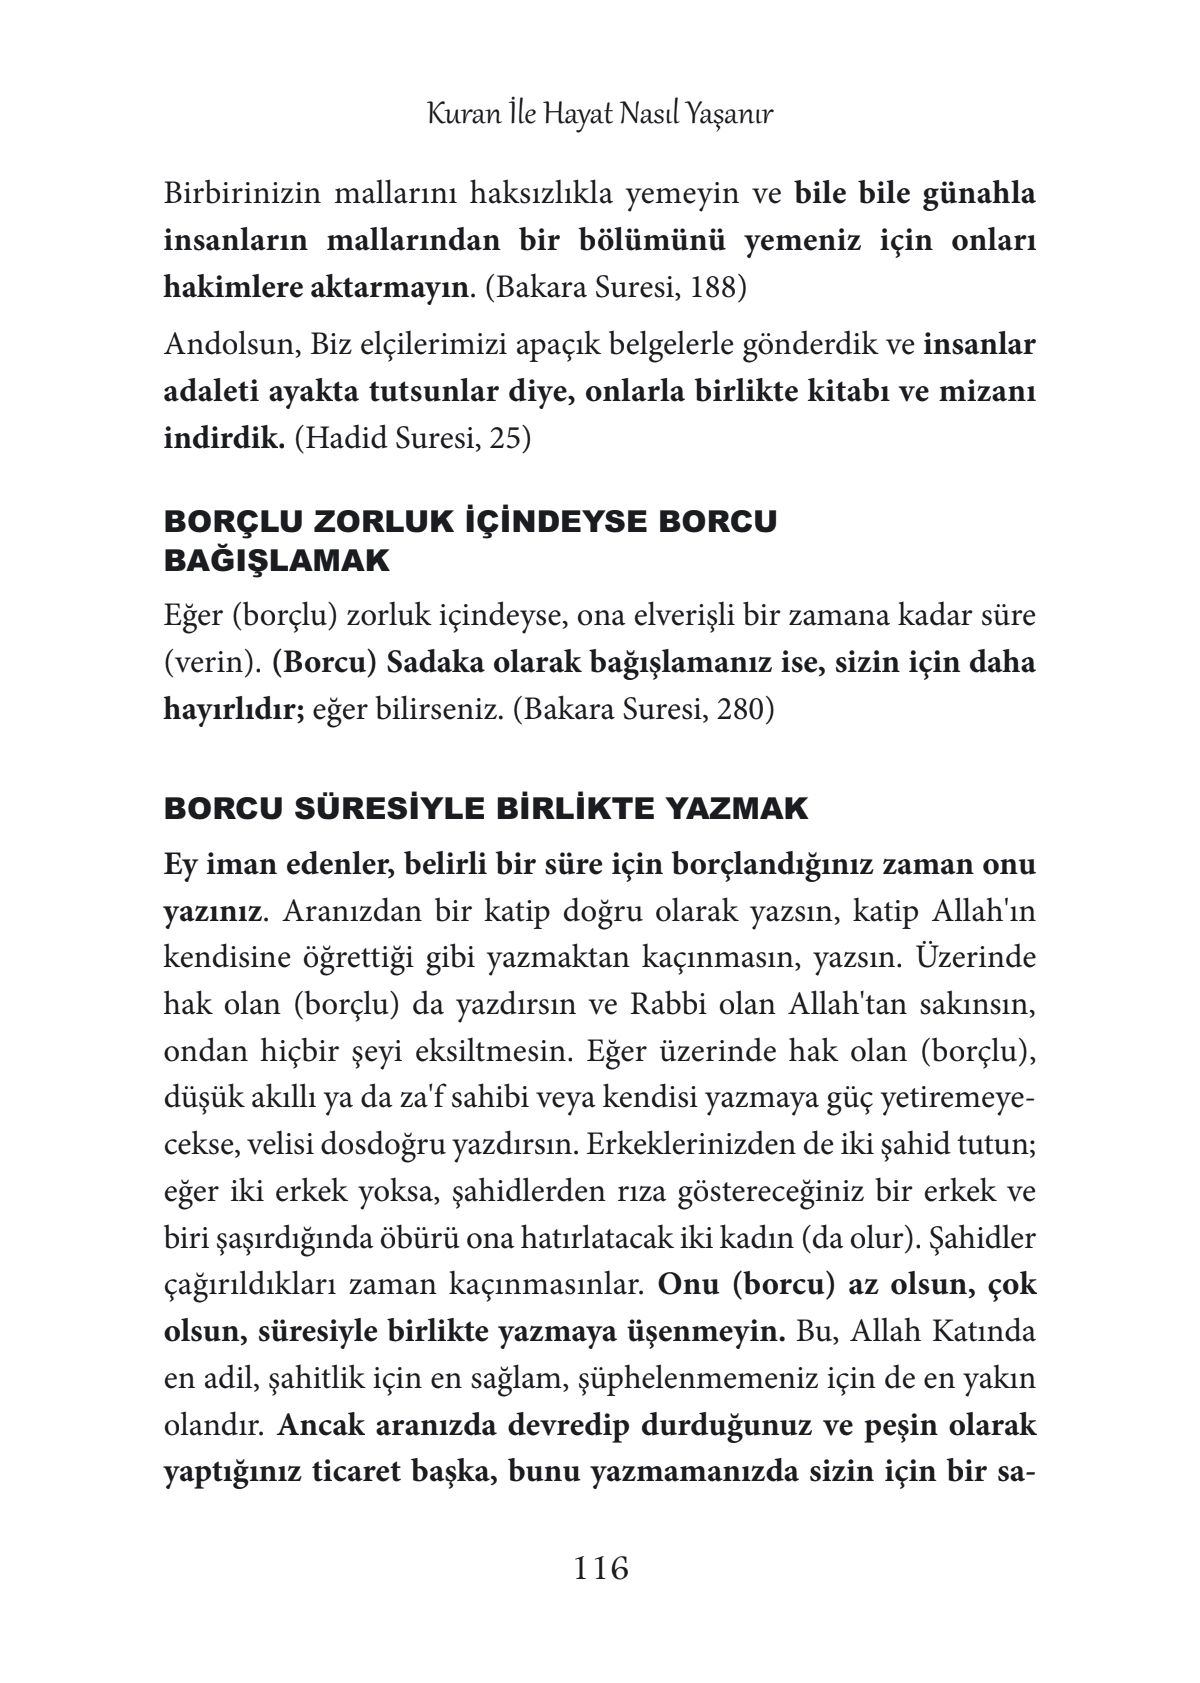 Kuran İle Hayat Nasıl Yaşanır
Birbirinizin mallarını haksızlıkla yemeyin ve bile bile günahla
insanların mallarından bir bölümünü yemeniz için onları
hakimlere aktarmayın. (Bakara Suresi, 188)
Andolsun, Biz elçilerimizi apaçık belgelerle gönderdik ve insanlar
adaleti ayakta tutsunlar diye, onlarla birlikte kitabı ve mizanı
indirdik. (Hadid Suresi, 25)
BORÇLU ZORLUK İÇİNDEYSE BORCU
BAĞIŞLAMAK
Eğer (borçlu) zorluk içindeyse, ona elverişli bir zamana kadar süre
(verin). (Borcu) Sadaka olarak bağışlamanız ise, sizin için daha
hayırlıdır; eğer bilirseniz. (Bakara Suresi, 280)
BORCU SÜRESİYLE BİRLİKTE YAZMAK
Ey iman edenler, belirli bir süre için borçlandığınız zaman onu
yazınız. Aranızdan bir katip doğru olarak yazsın, katip Allah'ın
kendisine öğrettiği gibi yazmaktan kaçınmasın, yazsın. Üzerinde
hak olan (borçlu) da yazdırsın ve Rabbi olan Allah'tan sakınsın,
ondan hiçbir şeyi eksiltmesin. Eğer üzerinde hak olan (borçlu),
düşük akıllı ya da za'f sahibi veya kendisi yazmaya güç yetiremeye-
cekse, velisi dosdoğru yazdırsın. Erkeklerinizden de iki şahid tutun;
eğer iki erkek yoksa, şahidlerden rıza göstereceğiniz bir erkek ve
biri şaşırdığında öbürü ona hatırlatacak iki kadın (da olur). Şahidler
çağırıldıkları zaman kaçınmasınlar. Onu (borcu) az olsun, çok
olsun, süresiyle birlikte yazmaya üşenmeyin. Bu, Allah Katında
en adil, şahitlik için en sağlam, şüphelenmemeniz için de en yakın
olandır. Ancak aranızda devredip durduğunuz ve peşin olarak
yaptığınız ticaret başka, bunu yazmamanızda sizin için bir sa-
116